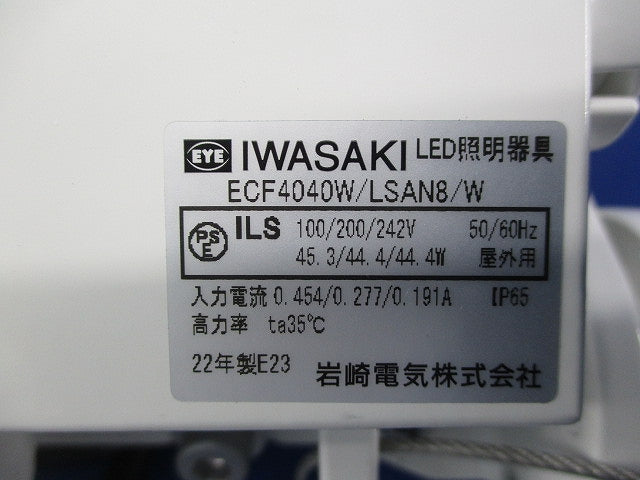 EYE IWASAKI LED照明器具
ECF4040W/LSAN8/W
PSE ILS 100/200/242V 50/60Hz
45.3/44.4/44.4W 屋外用
入力電流 0.454/0.277/0.191A IP65
高力率 ta35℃
22年製E23 岩崎電気株式会社